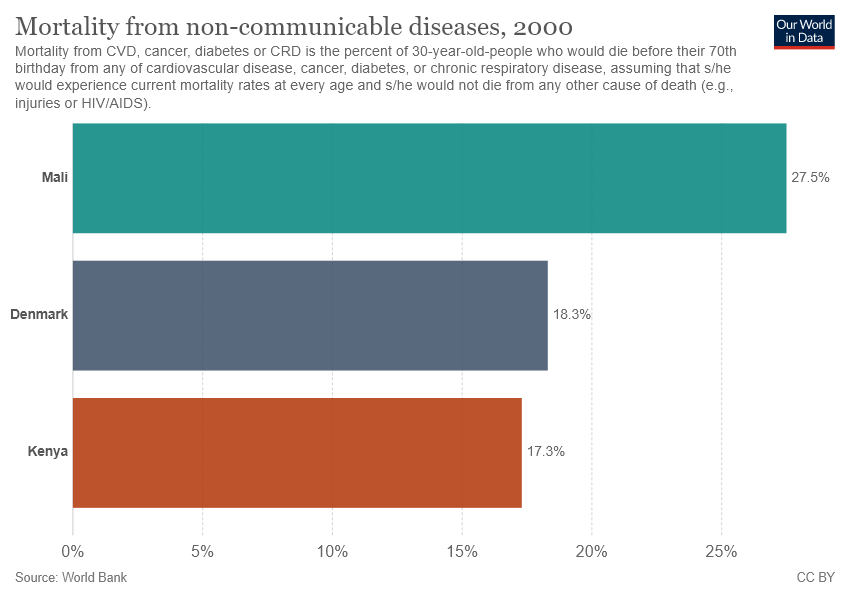 Mortality from non-communicable diseases, 2000
Our World
in Data
Mortality from CVD, cancer, diabetes or CRD is the percent of 30-year-old-people who would die before their 70th
birthday from any of cardiovascular disease, cancer, diabetes, or chronic respiratory disease, assuming that s/he
would experience current mortality rates at every age and s/he would not die from any other cause of death (e.g.,
injuries or HIV/AIDS).
Mali 27.5%
Denmark 18.3%
Kenya 17.3%
0% 5% 10% 15% 20% 25%
Source: World Bank CC BY